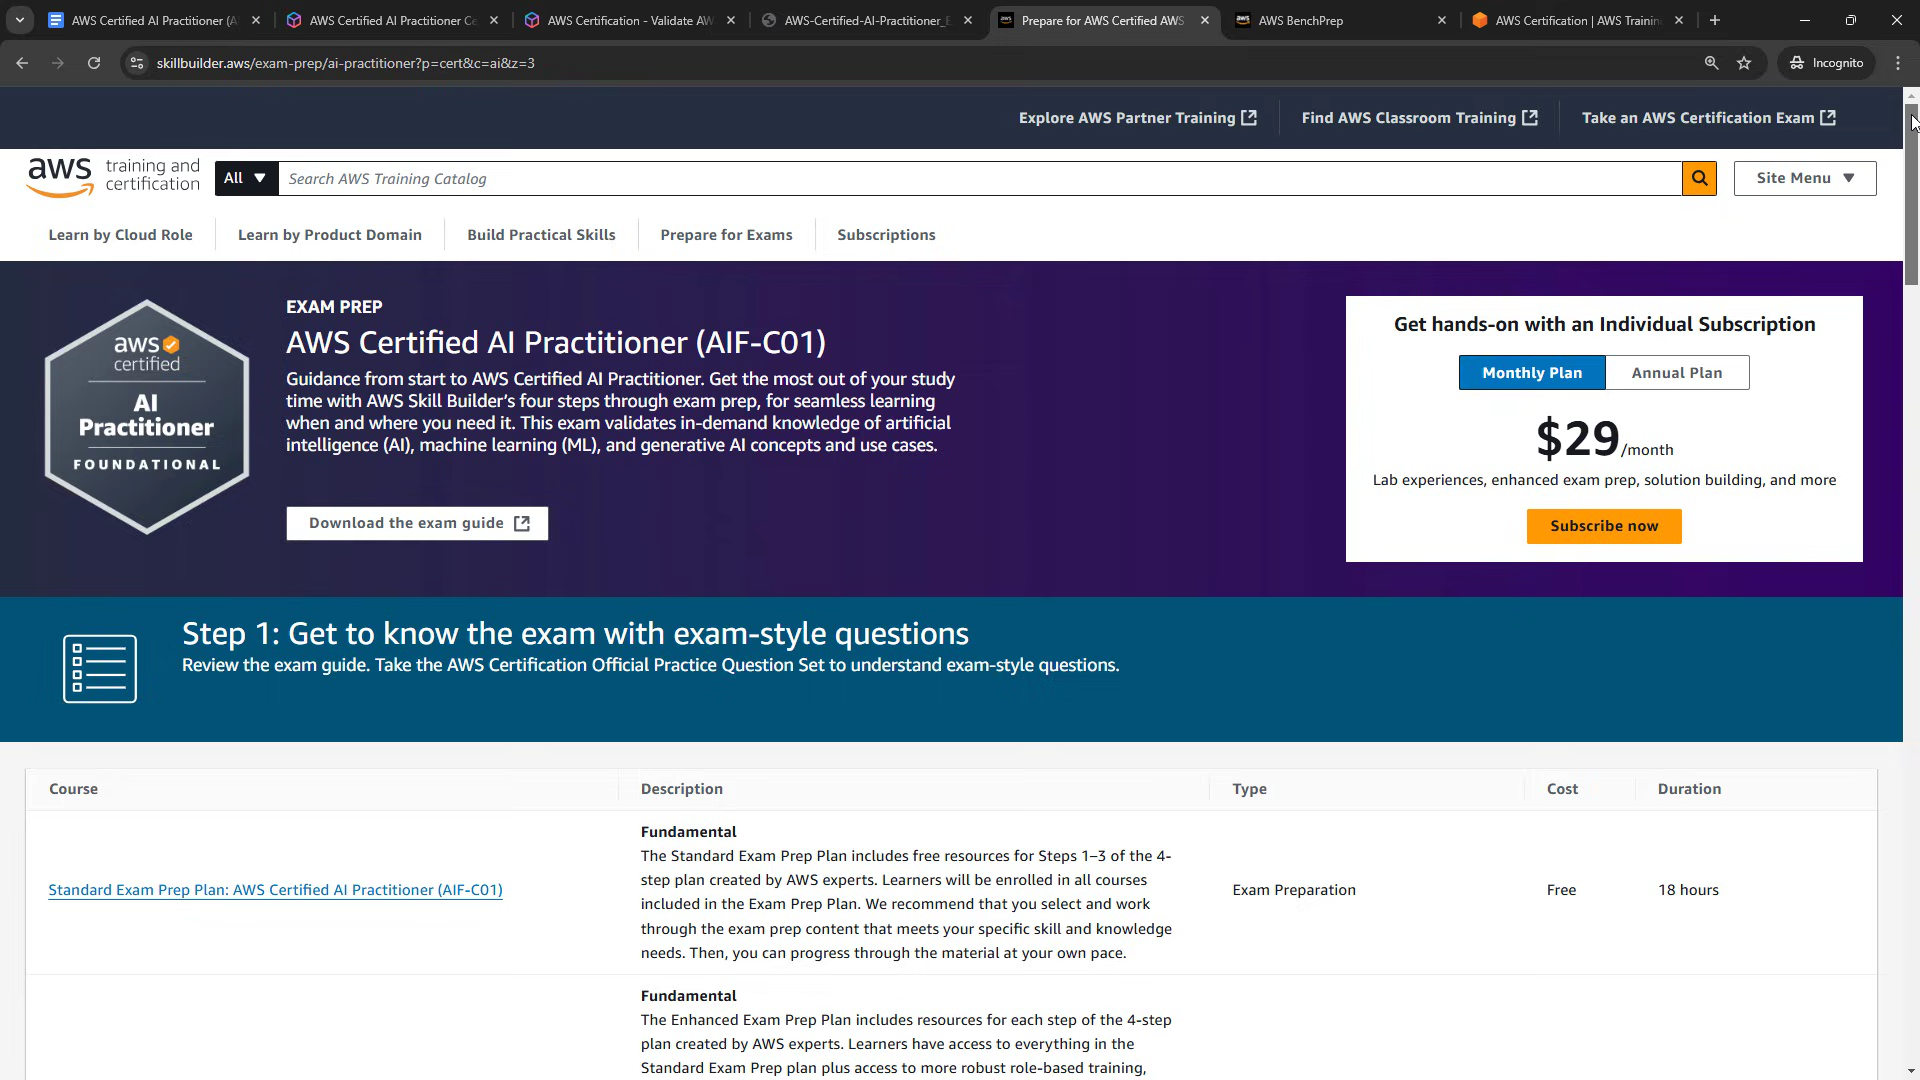 AWS Certified AI Practitioner (A
AWS Certified AI Practitioner Ce
AWS Certification - Validate AW
AWS-Certified-AI-Practitioner_E
Prepare for AWS Certified AWS
AWS BenchPrep
AWS Certification | AWS Trainin
skillbuilder.aws/exam-prep/ai-practitioner?p=cert&c=ai&z=3
Incognito
Explore AWS Partner Training
Find AWS Classroom Training
Take an AWS Certification Exam
aws training and certification
All
Search AWS Training Catalog
Site Menu
Learn by Cloud Role
Learn by Product Domain
Build Practical Skills
Prepare for Exams
Subscriptions
aws
certified
AI
Practitioner
FOUNDATIONAL
EXAM PREP
AWS Certified AI Practitioner (AIF-C01)
Guidance from start to AWS Certified AI Practitioner. Get the most out of your study
time with AWS Skill Builder's four steps through exam prep, for seamless learning
when and where you need it. This exam validates in-demand knowledge of artificial
intelligence (AI), machine learning (ML), and generative AI concepts and use cases.
Download the exam guide
Get hands-on with an Individual Subscription
Monthly Plan
Annual Plan
$29/month
Lab experiences, enhanced exam prep, solution building, and more
Subscribe now
Step 1: Get to know the exam with exam-style questions
Review the exam guide. Take the AWS Certification Official Practice Question Set to understand exam-style questions.
Course
Description
Type
Cost
Duration
Standard Exam Prep Plan: AWS Certified AI Practitioner (AIF-C01)
Fundamental
The Standard Exam Prep Plan includes free resources for Steps 1–3 of the 4-
step plan created by AWS experts. Learners will be enrolled in all courses
included in the Exam Prep Plan. We recommend that you select and work
through the exam prep content that meets your specific skill and knowledge
needs. Then, you can progress through the material at your own pace.
Exam Preparation
Free
18 hours
Fundamental
The Enhanced Exam Prep Plan includes resources for each step of the 4-step
plan created by AWS experts. Learners have access to everything in the
Standard Exam Prep plan plus access to more robust role-based training,